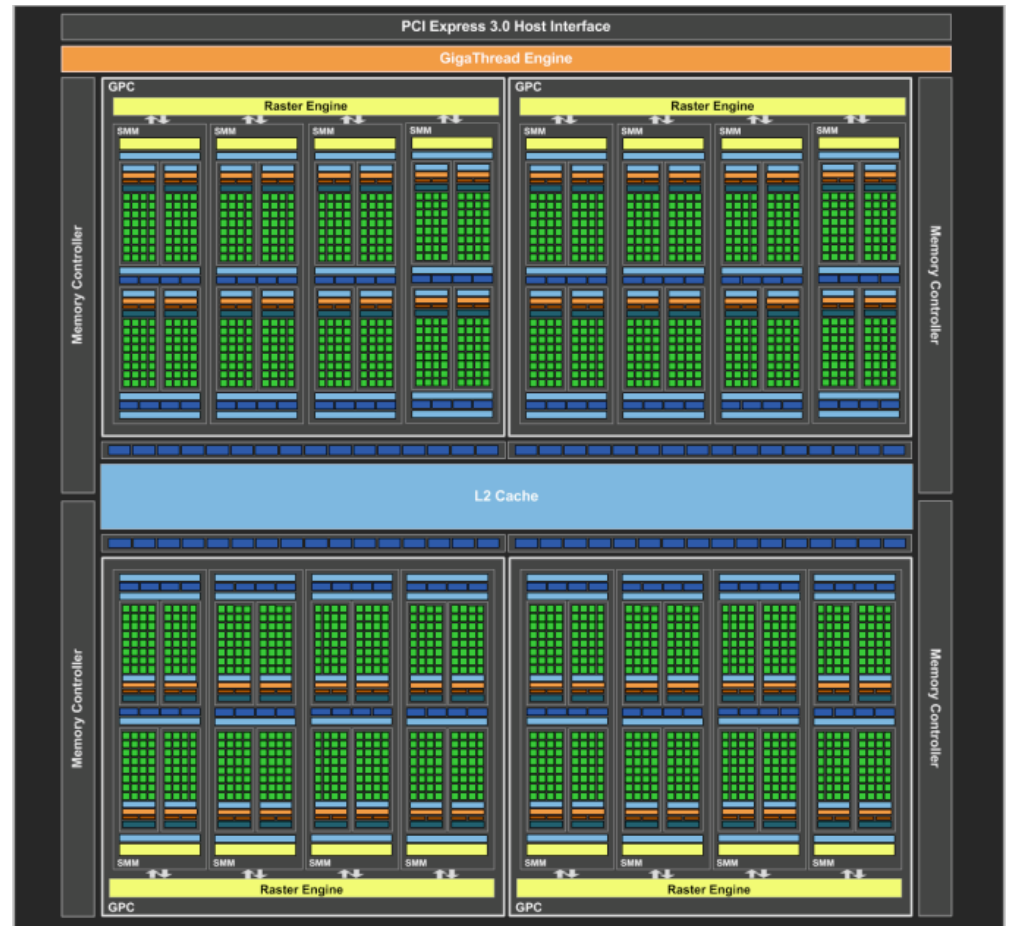 PCI Express 3.0 Host Interface
GigaThread Engine
GPC
GPC
Raster Engine
Raster Engine
SMM
SMM
SMM
SMM
SMM
SMM
SMM
SMM
Memory Controller
Memory Controller
L2 Cache
Memory Controller
Memory Controller
SMM
SMM
SMM
SMM
SMM
SMM
SMM
SMM
Raster Engine
Raster Engine
GPC
GPC